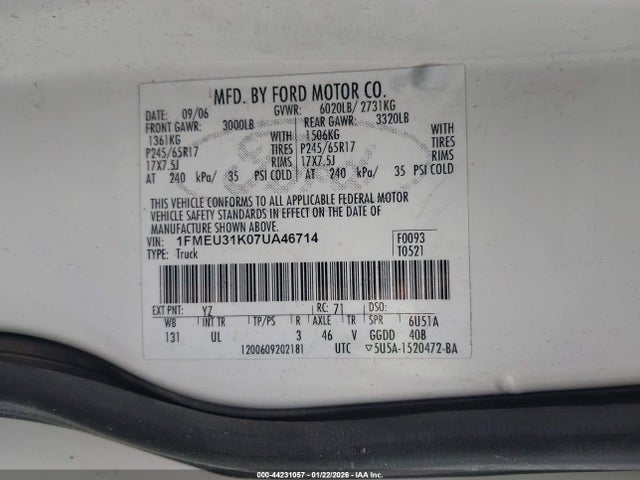 MFD. BY FORD MOTOR CO.
DATE: 09/06 GVWR: 6020LB/ 2731KG
FRONT GAWR: 3000LB REAR GAWR: 3320LB
1361KG WITH 1506KG WITH
P245/65R17 TIRES P245/65R17 TIRES
17X7.5J RIMS 17X7.5J RIMS
AT 240 kPa/ 35 PSI COLD AT 240 kPa/ 35 PSI COLD
THIS VEHICLE CONFORMS TO ALL APPLICABLE FEDERAL MOTOR
VEHICLE SAFETY STANDARDS IN EFFECT ON THE DATE OF
MANUFACTURE SHOWN ABOVE.
VIN: 1FMEU31K07UA46714 F0093
TYPE: Truck T0521
EXT PNT: YZ RC: 71 DSO:
WB INT TR TP/PS R AXLE TR SPR 6U51A
131 UL 3 46 V GGDD 40B
1200609202181 UTC ▽5U5A-1520472-BA
000-44231057 - 01/22/2026 - IAA Inc.